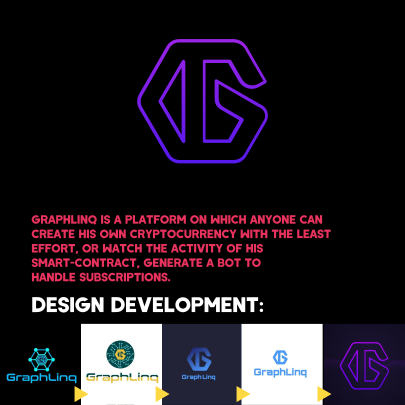 GRAPHLINQ IS A PLATFORM ON WHICH ANYONE CAN
CREATE HIS OWN CRYPTOCURRENCY WITH THE LEAST
EFFORT, OR WATCH THE ACTIVITY OF HIS
SMART-CONTRACT, GENERATE A BOT TO
HANDLE SUBSCRIPTIONS.
DESIGN DEVELOPMENT:
GraphLinq
GraphLinq
GraphLinq
GraphLinq